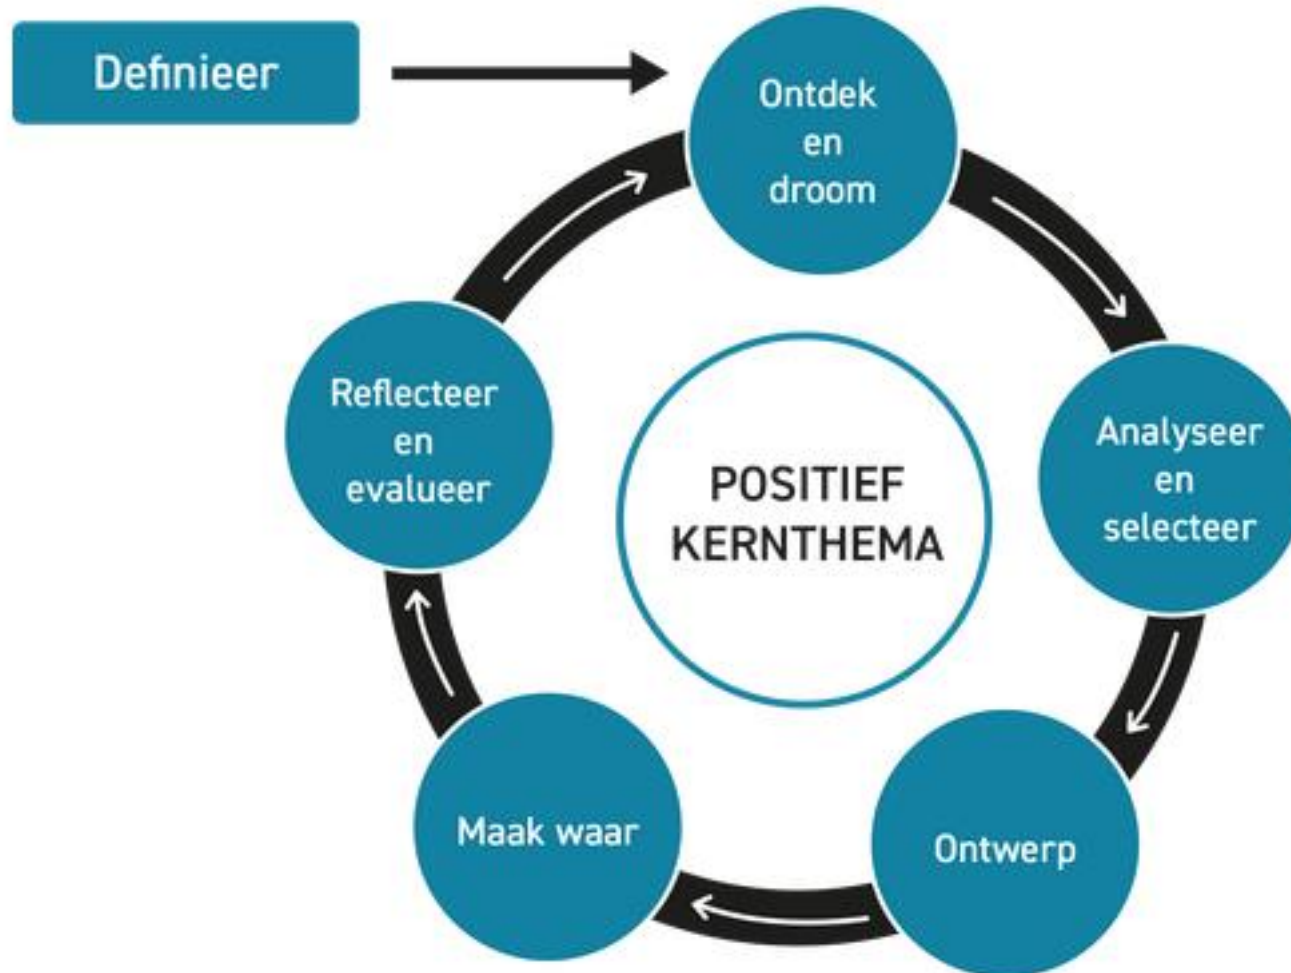 Definieer
Ontdek
en
droom
Analyseer
en
selecteer
Ontwerp
Maak waar
Reflecteer
en
evalueer
POSITIEF
KERNTHEMA